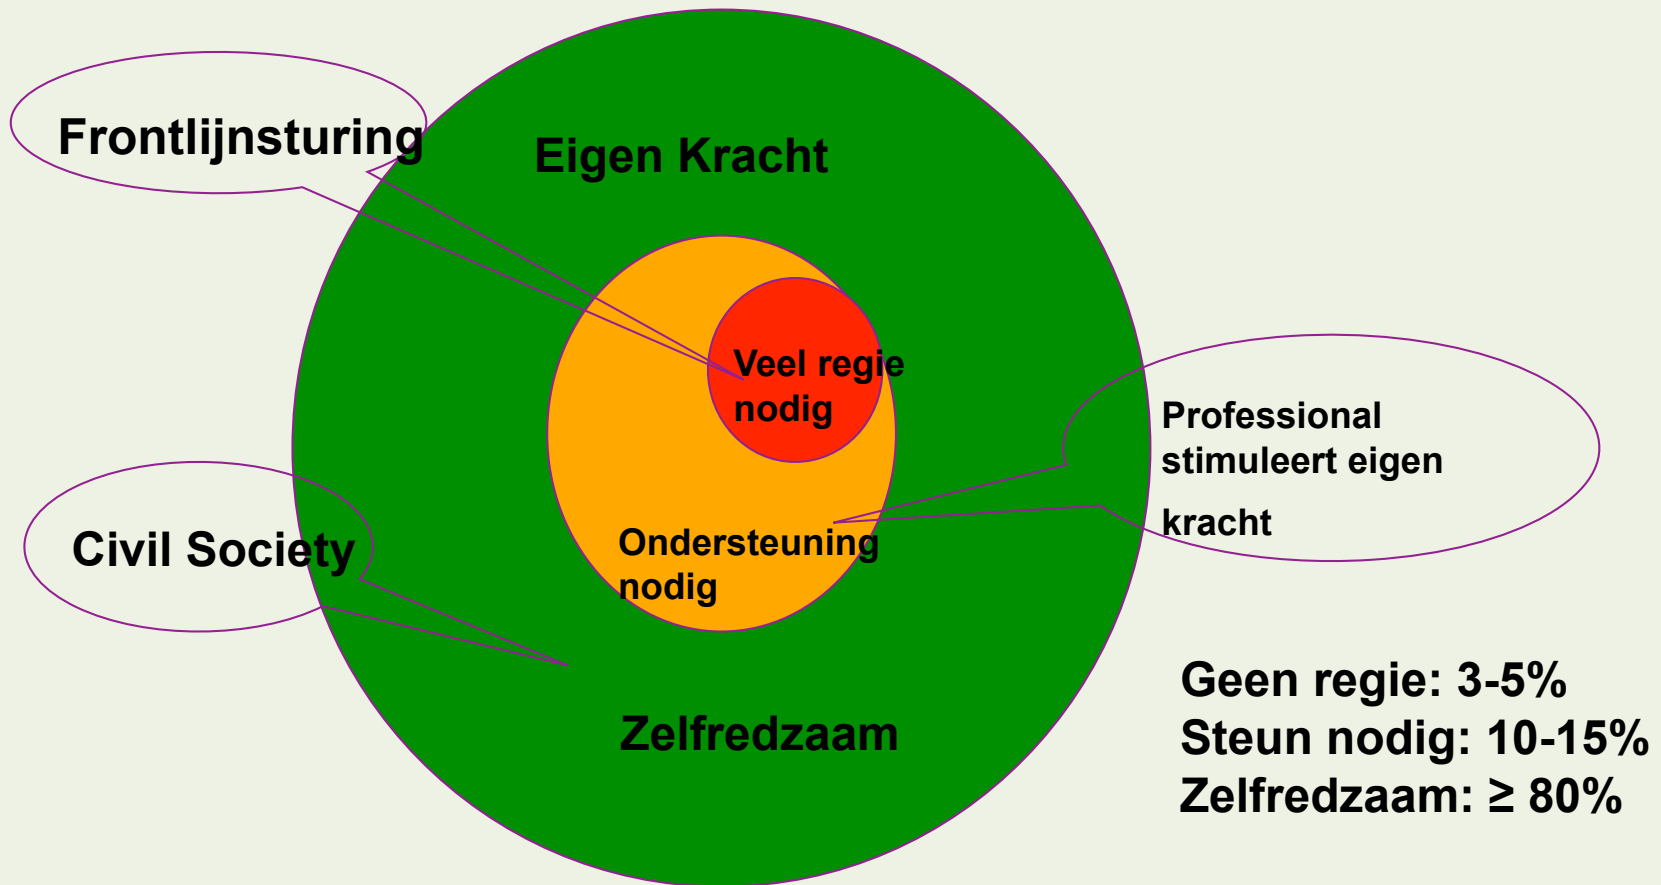 Frontlijnsturing
Eigen Kracht
Veel regie
nodig
Professional
stimuleert eigen
kracht
Civil Society
Ondersteuning
nodig
Zelfredzaam
Geen regie: 3-5%
Steun nodig: 10-15%
Zelfredzaam: ≥ 80%